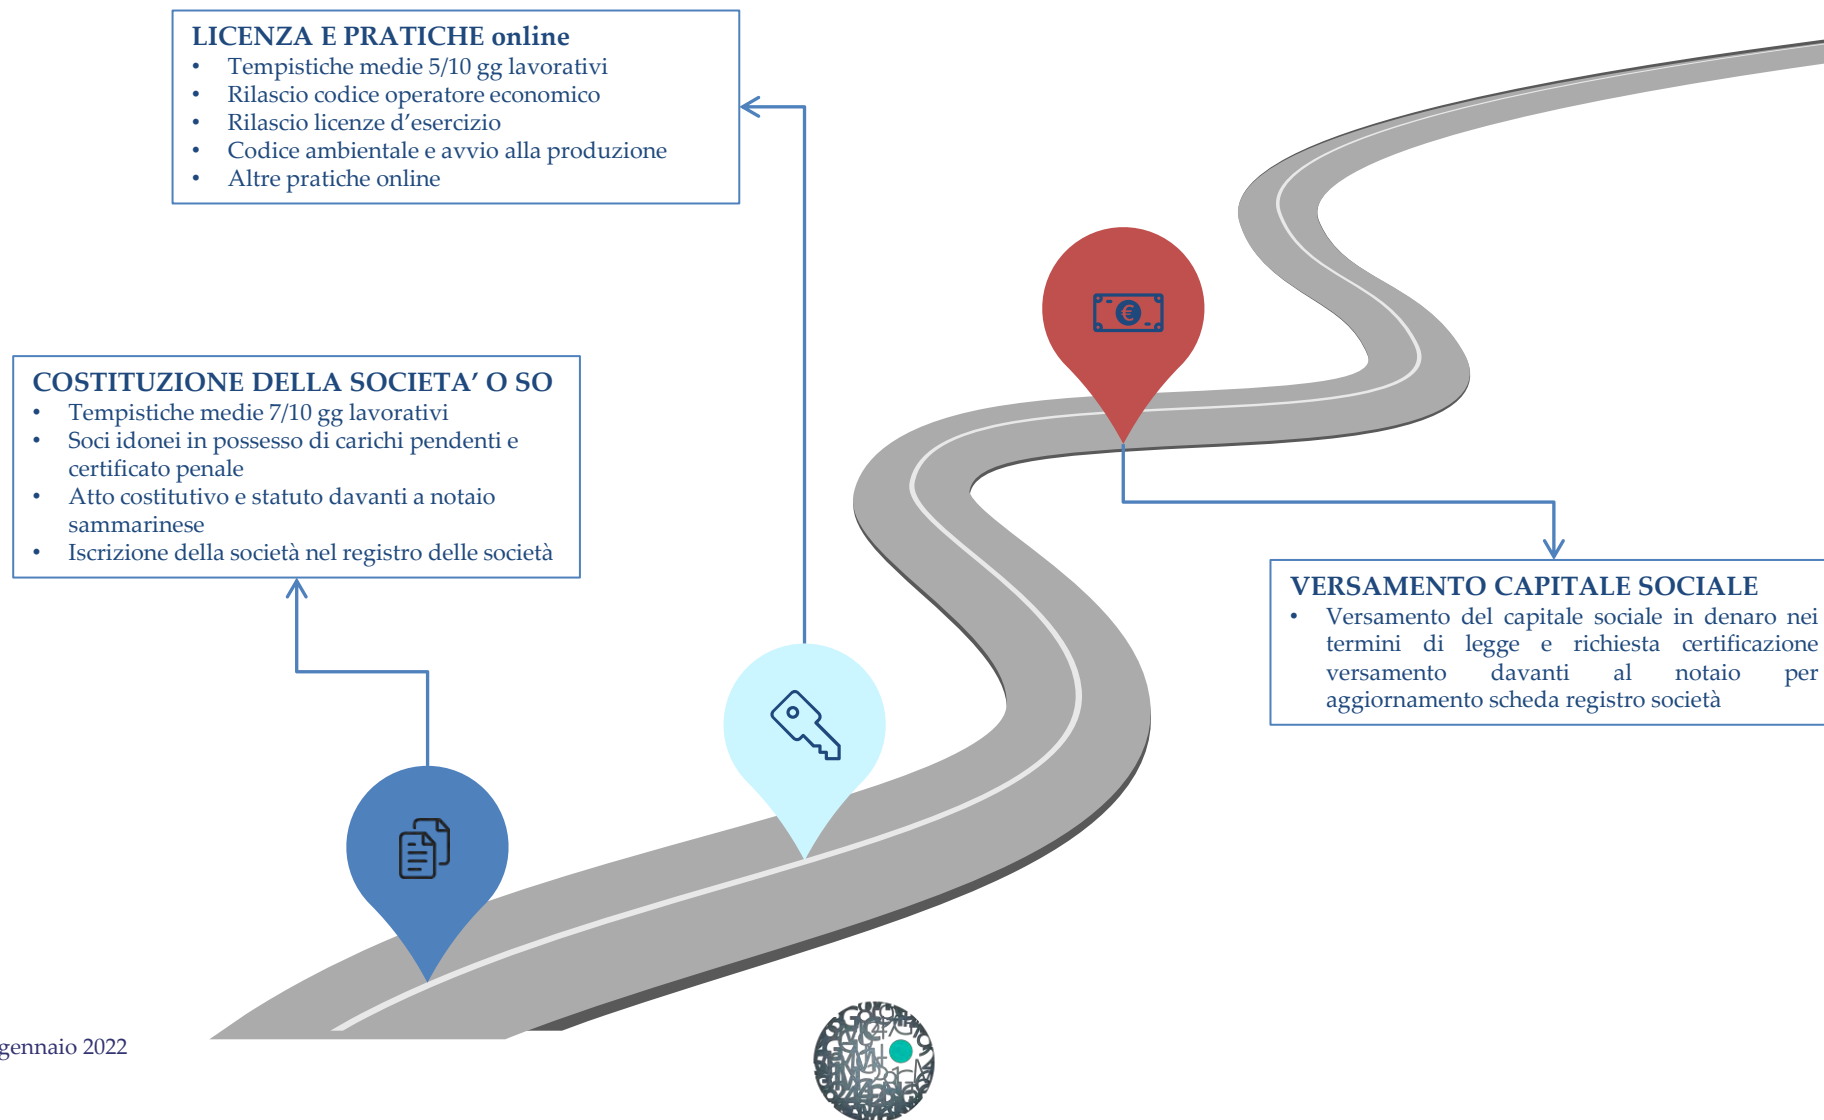 LICENZA E PRATICHE online
• Tempistiche medie 5/10 gg lavorativi
• Rilascio codice operatore economico
• Rilascio licenze d'esercizio
• Codice ambientale e avvio alla produzione
• Altre pratiche online
COSTITUZIONE DELLA SOCIETA' O SO
• Tempistiche medie 7/10 gg lavorativi
• Soci idonei in possesso di carichi pendenti e
certificato penale
• Atto costitutivo e statuto davanti a notaio
sammarinese
• Iscrizione della società nel registro delle società
VERSAMENTO CAPITALE SOCIALE
• Versamento del capitale sociale in denaro nei
termini di legge e richiesta certificazione
versamento davanti al notaio per
aggiornamento scheda registro società
gennaio 2022